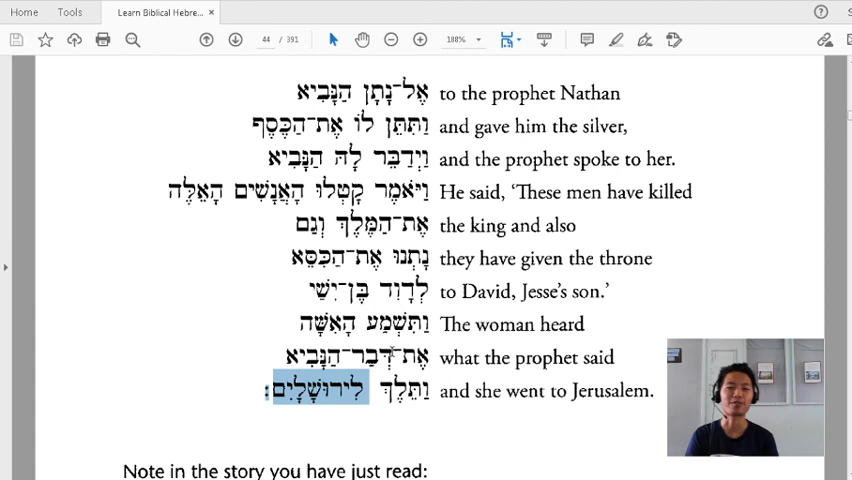 Home Tools Learn Biblical Hebre... ×
44 / 391 188%
אֶל־נָתָן הַנָּבִיא to the prophet Nathan
וַתִּתֵּן לוֹ אֶת־הַכֶּסֶף and gave him the silver,
וַיְדַבֵּר לָהּ הַנָּבִיא and the prophet spoke to her.
וַיֹּאמֶר קָטְלוּ הָאֲנָשִׁים הָאֵלֶּה He said, ‘These men have killed
אֶת־הַמֶּלֶךְ וְגַם the king and also
נָתְנוּ אֶת־הַכִּסֵּא they have given the throne
לְדָוִד בֶּן־יִשַׁי to David, Jesse’s son.’
וַתִּשְׁמַע הָאִשָּׁה The woman heard
אֶת־דְּבַר־הַנָּבִיא what the prophet said
וַתֵּלֶךְ לִירוּשָׁלַיִם׃ and she went to Jerusalem.
Note in the story you have just read: